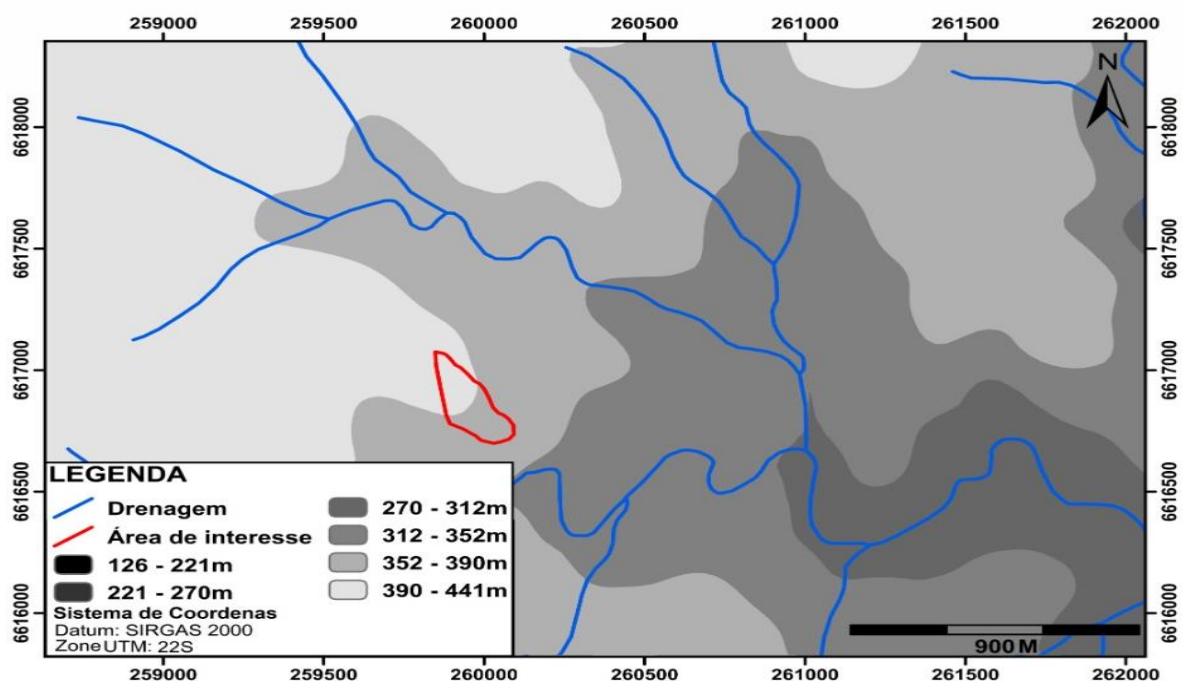 259000 259500 260000 260500 261000 261500 262000
N
6618000 6618000
6617500 6617500
6617000 6617000
6616500 6616500
6616000 6616000
LEGENDA
Drenagem
Área de interesse
126 - 221m
221 - 270m
270 - 312m
312 - 352m
352 - 390m
390 - 441m
Sistema de Coordenas
Datum: SIRGAS 2000
Zone UTM: 22S
900 M
259000 259500 260000 260500 261000 261500 262000